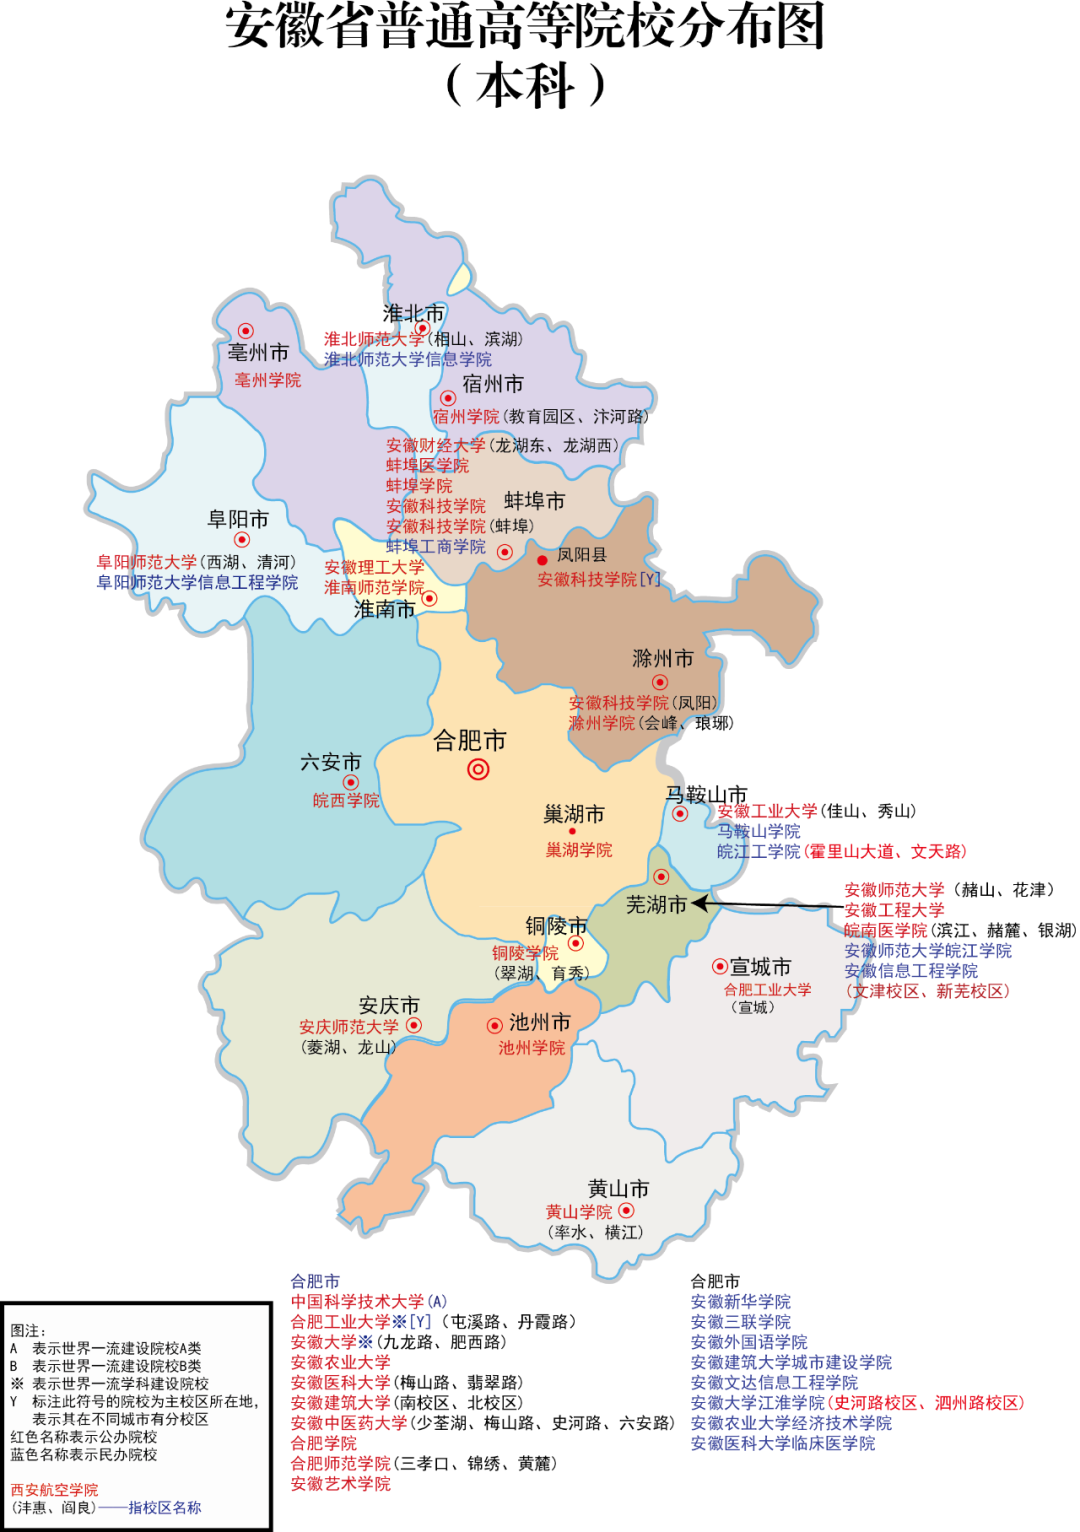 安徽省普通高等院校分布图
（本科）
淮北市
淮北师范大学(相山、滨湖)
淮北师范大学信息学院
亳州市
亳州学院
宿州市
宿州学院(教育园区、汴河路)
安徽财经大学(龙湖东、龙湖西)
蚌埠医学院
蚌埠学院
安徽科技学院
安徽科技学院(蚌埠)
蚌埠工商学院
蚌埠市
凤阳县
安徽科技学院[Y]
阜阳市
阜阳师范大学(西湖、清河)
阜阳师范大学信息工程学院
安徽理工大学
淮南师范学院
淮南市
滁州市
安徽科技学院(凤阳)
滁州学院(会峰、琅琊)
合肥市
六安市
皖西学院
巢湖市
巢湖学院
马鞍山市
安徽工业大学(佳山、秀山)
马鞍山学院
皖江工学院(霍里山大道、文天路)
芜湖市
安徽师范大学（赭山、花津）
安徽工程大学
皖南医学院(滨江、赭麓、银湖)
安徽师范大学皖江学院
安徽信息工程学院
(文津校区、新芜校区)
铜陵市
铜陵学院
(翠湖、育秀)
宣城市
合肥工业大学
（宣城）
安庆市
安庆师范大学
(菱湖、龙山)
池州市
池州学院
黄山市
黄山学院
(率水、横江)
合肥市
中国科学技术大学(A)
合肥工业大学※[Y]（屯溪路、丹霞路）
安徽大学※(九龙路、肥西路)
安徽农业大学
安徽医科大学(梅山路、翡翠路)
安徽建筑大学(南校区、北校区)
安徽中医药大学(少荃湖、梅山路、史河路、六安路)
合肥学院
合肥师范学院(三孝口、锦绣、黄麓)
安徽艺术学院
合肥市
安徽新华学院
安徽三联学院
安徽外国语学院
安徽建筑大学城市建设学院
安徽文达信息工程学院
安徽大学江淮学院(史河路校区、泗州路校区)
安徽农业大学经济技术学院
安徽医科大学临床医学院
图注:
A 表示世界一流建设院校A类
B 表示世界一流建设院校B类
※ 表示世界一流学科建设院校
Y 标注此符号的院校为主校区所在地,
表示其在不同城市有分校区
红色名称表示公办院校
蓝色名称表示民办院校
西安航空学院
(沣惠、阎良)——指校区名称